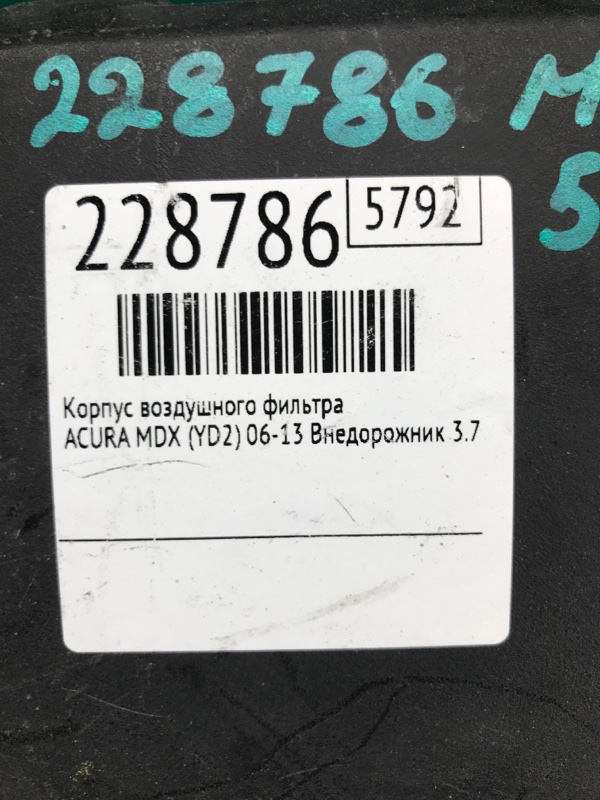 228786 M
5
228786 5792
Корпус воздушного фильтра
ACURA MDX (YD2) 06-13 Внедорожник 3.7